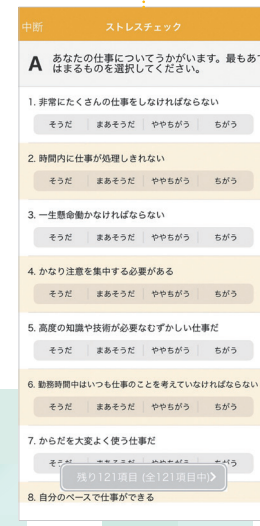 中断 ストレスチェック
A あなたの仕事についてうかがいます。最もあて
はまるものを選択してください。
1. 非常にたくさんの仕事をしなければならない
そうだ まあそうだ ややちがう ちがう
2. 時間内に仕事が処理しきれない
そうだ まあそうだ ややちがう ちがう
3. 一生懸命働かなければならない
そうだ まあそうだ ややちがう ちがう
4. かなり注意を集中する必要がある
そうだ まあそうだ ややちがう ちがう
5. 高度の知識や技術が必要なむずかしい仕事だ
そうだ まあそうだ ややちがう ちがう
6. 勤務時間中はいつも仕事のことを考えていなければならない
そうだ まあそうだ ややちがう ちがう
7. からだを大変よく使う仕事だ
そうだ まあそうだ ややちがう ちがう
残り121項目 (全121項目中)
8. 自分のペースで仕事ができる